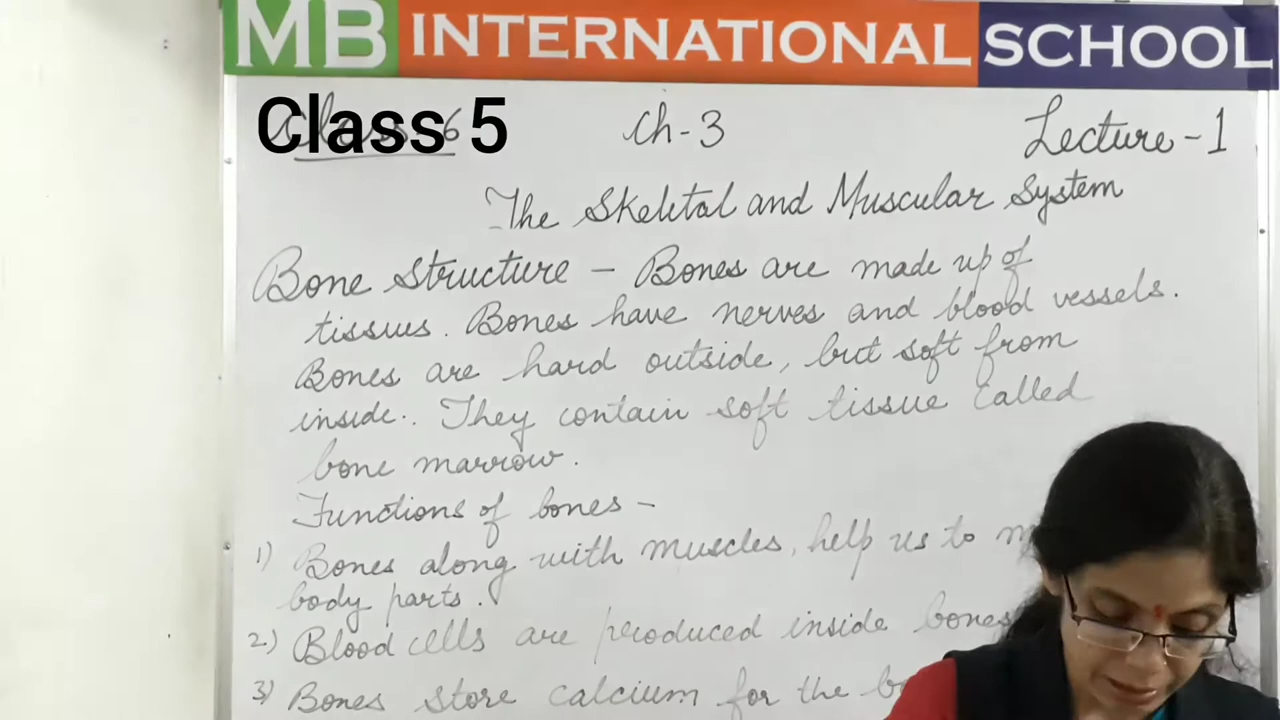 MB INTERNATIONAL SCHOOL
Class 5 Ch-3 Lecture-1
The Skeletal and Muscular System
Bone Structure - Bones are made up of
tissues. Bones have nerves and blood vessels.
Bones are hard outside, but soft from
inside. They contain soft tissue called
bone marrow.
Functions of bones -
1) Bones along with muscles, help us to
body parts.
2) Blood cells are produced inside bones
3) Bones store calcium for the